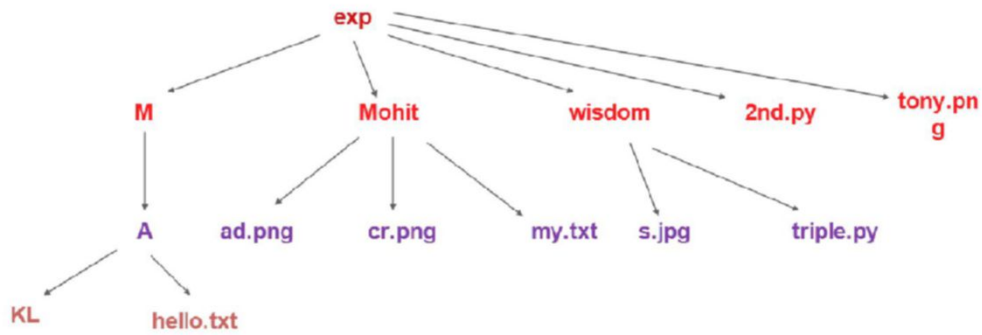 exp
M
Mohit
wisdom
2nd.py
tony.pn
g
A
ad.png
cr.png
my.txt
s.jpg
triple.py
KL
hello.txt